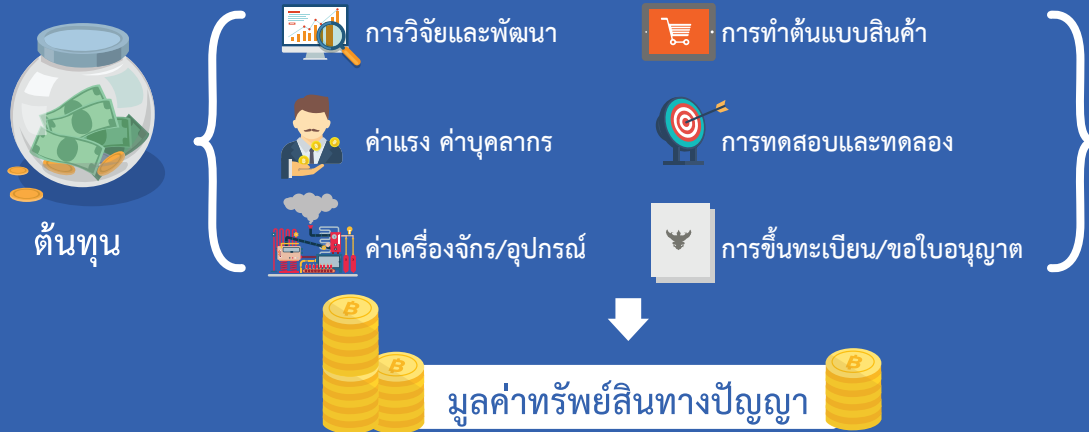 การวิจัยและพัฒนา
การทำต้นแบบสินค้า
ค่าแรง ค่าบุคลากร
การทดสอบและทดลอง
ต้นทุน
ค่าเครื่องจักร/อุปกรณ์
การขึ้นทะเบียน/ขอใบอนุญาต
มูลค่าทรัพย์สินทางปัญญา